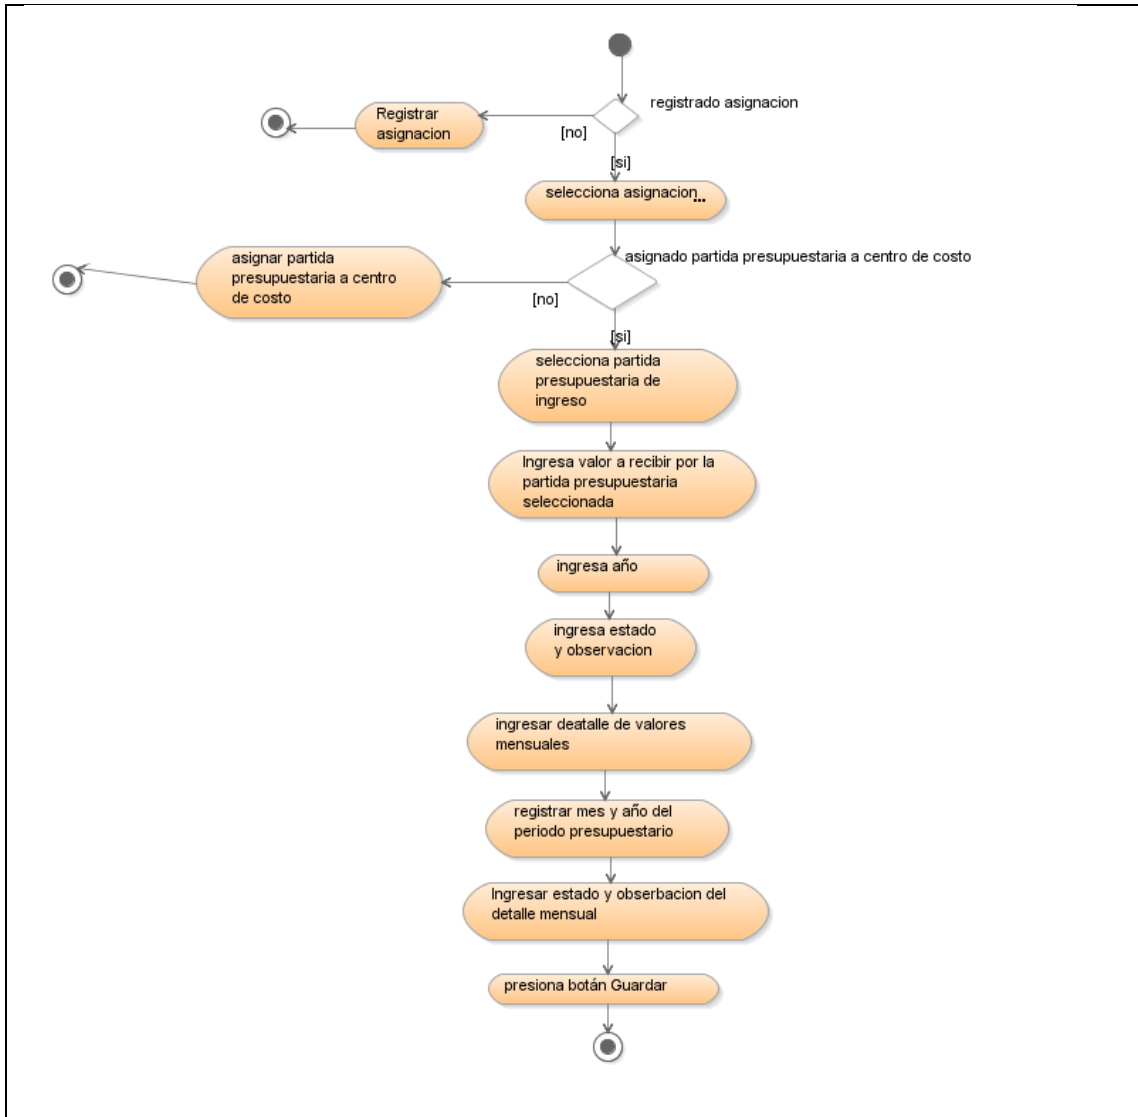 registrado asignacion
Registrar
asignacion
[no]
[si]
selecciona asignacion...
asignado partida presupuestaria a centro de costo
asignar partida
presupuestaria a centro
de costo
[no]
[si]
selecciona partida
presupuestaria de
ingreso
Ingresa valor a recibir por la
partida presupuestaria
seleccionada
ingresa año
ingresa estado
y observacion
ingresar deatalle de valores
mensuales
registrar mes y año del
periodo presupuestario
Ingresar estado y obserbacion del
detalle mensual
presiona botán Guardar